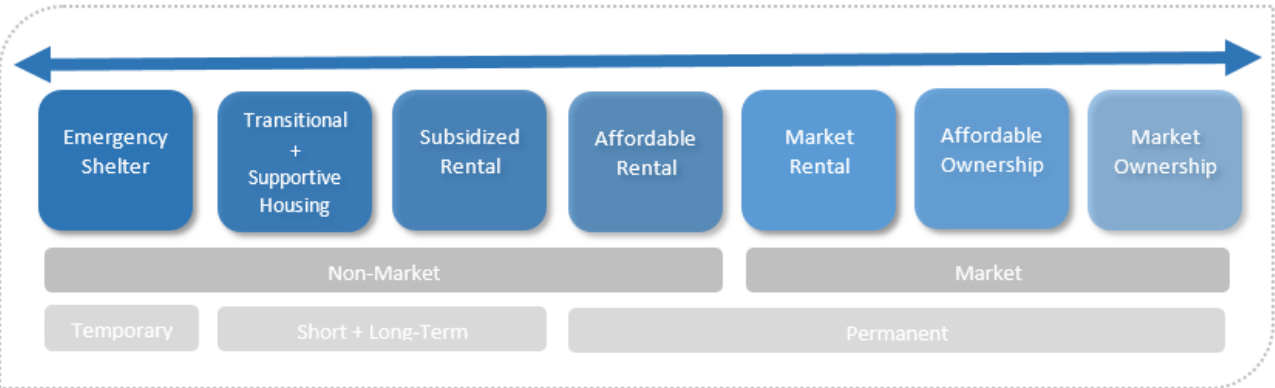 Emergency
Shelter
Transitional
+
Supportive
Housing
Subsidized
Rental
Affordable
Rental
Market
Rental
Affordable
Ownership
Market
Ownership
Non-Market
Market
Temporary
Short + Long-Term
Permanent